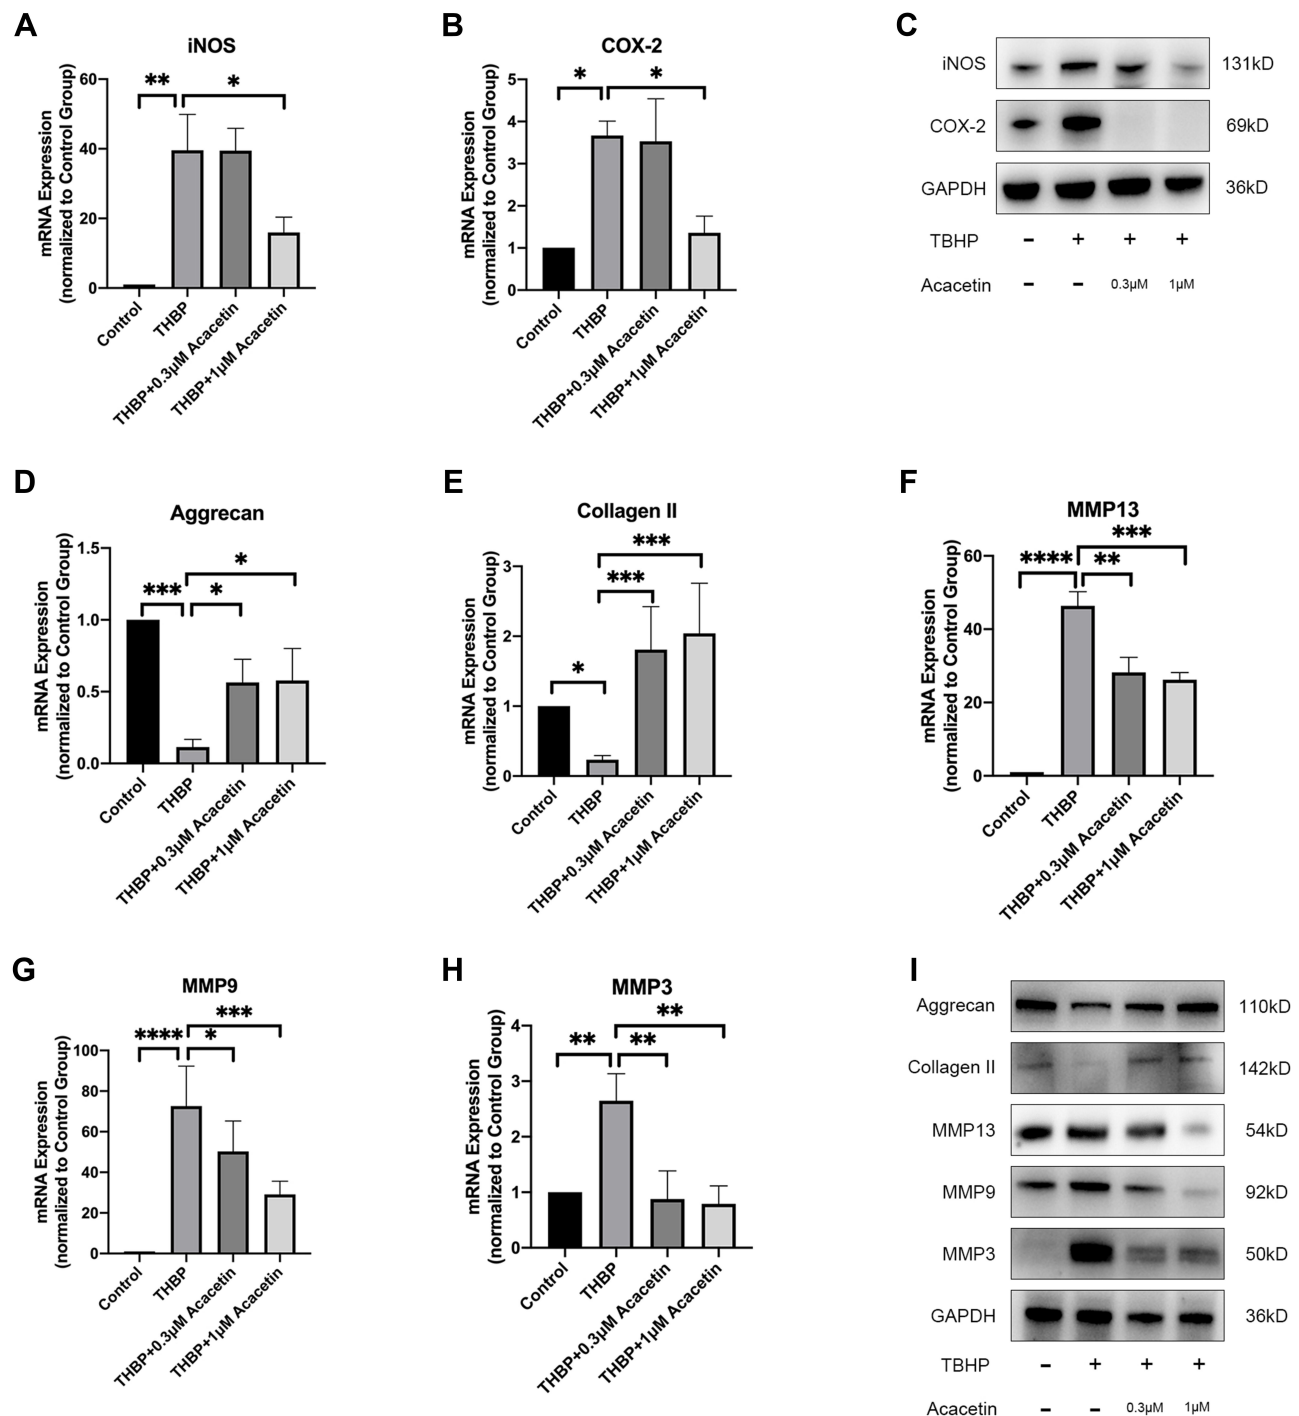 A
iNOS
mRNA Expression
(normalized to Control Group)
60
40
20
0
** *
Control
THBP
THBP+0.3μM Acacetin
THBP+1μM Acacetin
B
COX-2
mRNA Expression
(normalized to Control Group)
5
4
3
2
1
0
* *
Control
THBP
THBP+0.3μM Acacetin
THBP+1μM Acacetin
C
iNOS 131kD
COX-2 69kD
GAPDH 36kD
TBHP - + + +
Acacetin - - 0.3μM 1μM
D
Aggrecan
mRNA Expression
(normalized to Control Group)
1.5
1.0
0.5
0.0
*
*** *
Control
THBP
THBP+0.3μM Acacetin
THBP+1μM Acacetin
E
Collagen II
mRNA Expression
(normalized to Control Group)
3
2
1
0
***
***
*
Control
THBP
THBP+0.3μM Acacetin
THBP+1μM Acacetin
F
MMP13
mRNA Expression
(normalized to Control Group)
60
40
20
0
***
**** **
Control
THBP
THBP+0.3μM Acacetin
THBP+1μM Acacetin
G
MMP9
mRNA Expression
(normalized to Control Group)
100
80
60
40
20
0
***
**** *
Control
THBP
THBP+0.3μM Acacetin
THBP+1μM Acacetin
H
MMP3
mRNA Expression
(normalized to Control Group)
4
3
2
1
0
**
** **
Control
THBP
THBP+0.3μM Acacetin
THBP+1μM Acacetin
I
Aggrecan 110kD
Collagen II 142kD
MMP13 54kD
MMP9 92kD
MMP3 50kD
GAPDH 36kD
TBHP - + + +
Acacetin - - 0.3μM 1μM